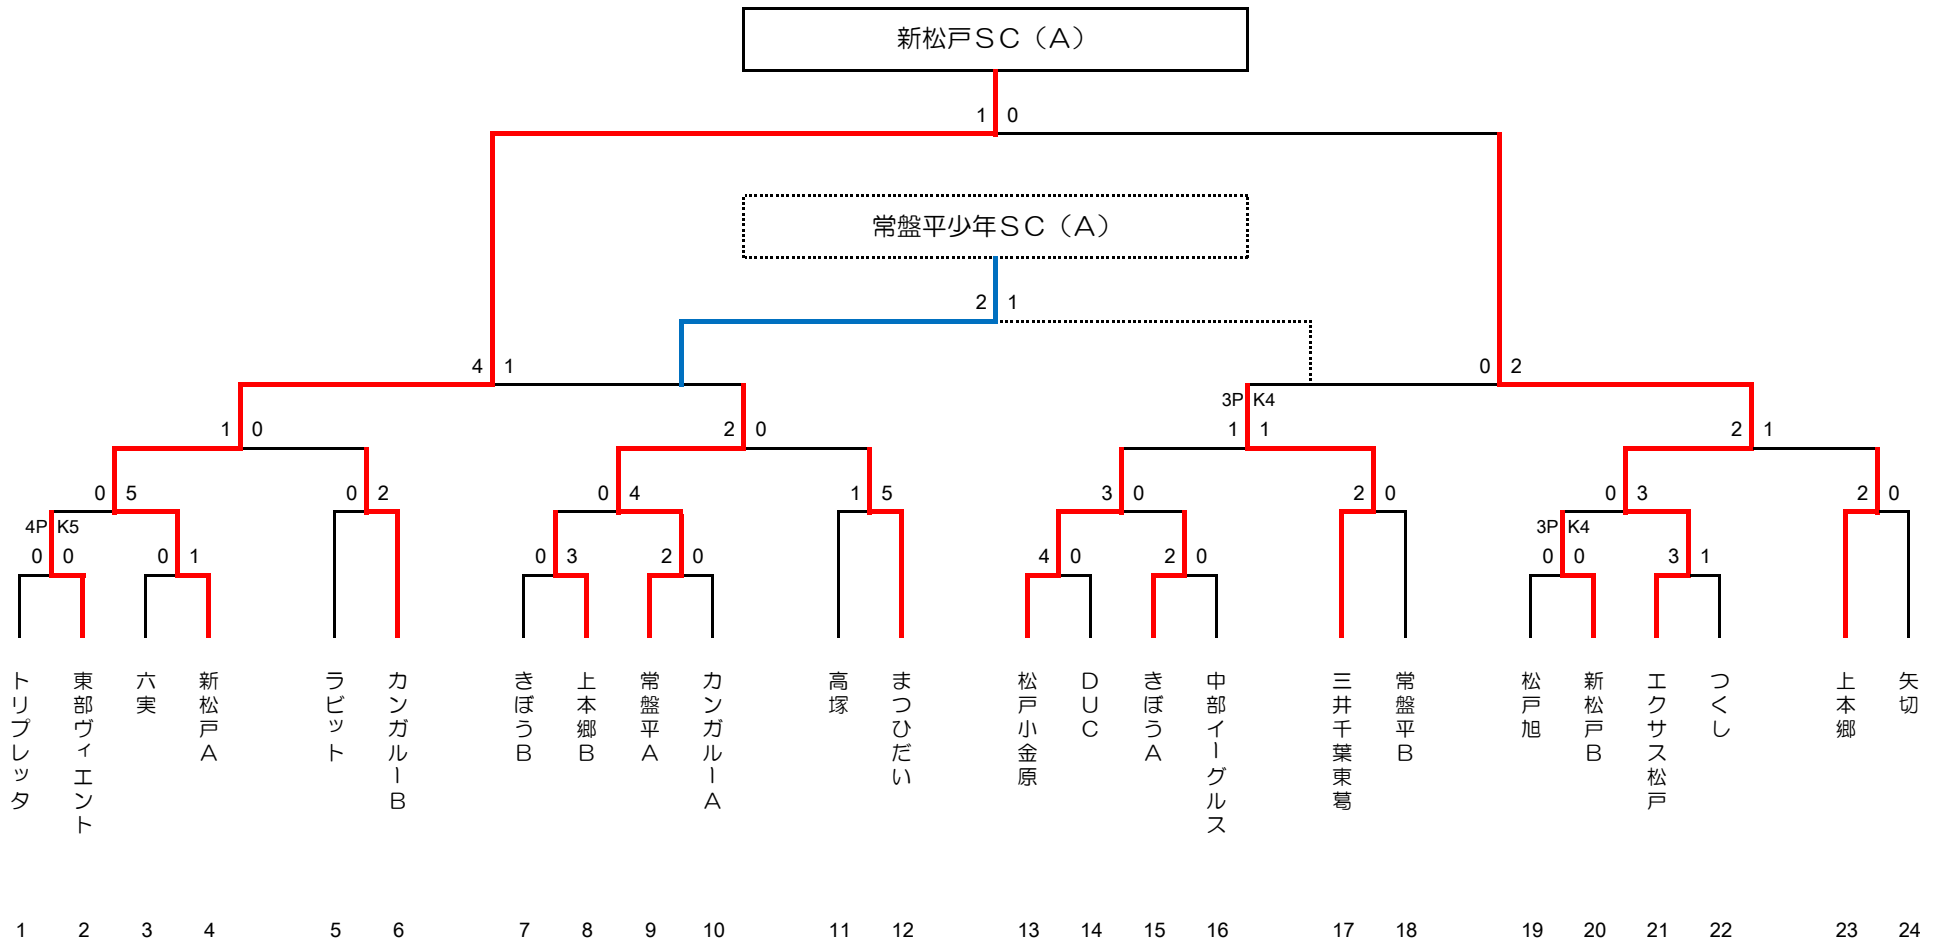 新松戸SC（A）
1 0
常盤平少年SC（A）
2 1
4 1
0 2
3P K4
1 0
2 0
1 1
2 1
0 5
0 2
0 4
1 5
3 0
2 0
0 3
2 0
4P K5
3P K4
0 0
0 1
0 3
2 0
4 0
2 0
0 0
3 1
トリプレッタ
東部ヴィエント
六実
新松戸A
ラビット
カンガルーB
きぼうB
上本郷B
常盤平A
カンガルーA
高塚
まつひだい
松戸小金原
DUC
きぼうA
中部イーグルス
三井千葉東葛
常盤平B
松戸旭
新松戸B
エクサス松戸
つくし
上本郷
矢切
1 2 3 4 5 6 7 8 9 10 11 12 13 14 15 16 17 18 19 20 21 22 23 24